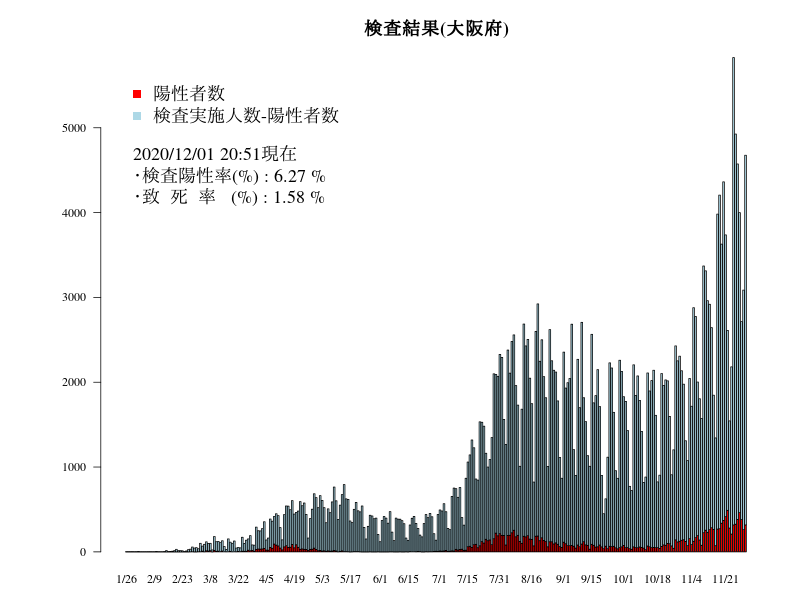 検査結果(大阪府)
陽性者数
検査実施人数-陽性者数
2020/12/01 20:51現在
･検査陽性率(%) : 6.27 %
･致 死 率 (%) : 1.58 %
5000
4000
3000
2000
1000
0
1/26 2/9 2/23 3/8 3/22 4/5 4/19 5/3 5/17 6/1 6/15 7/1 7/15 7/31 8/16 9/1 9/15 10/1 10/18 11/4 11/21